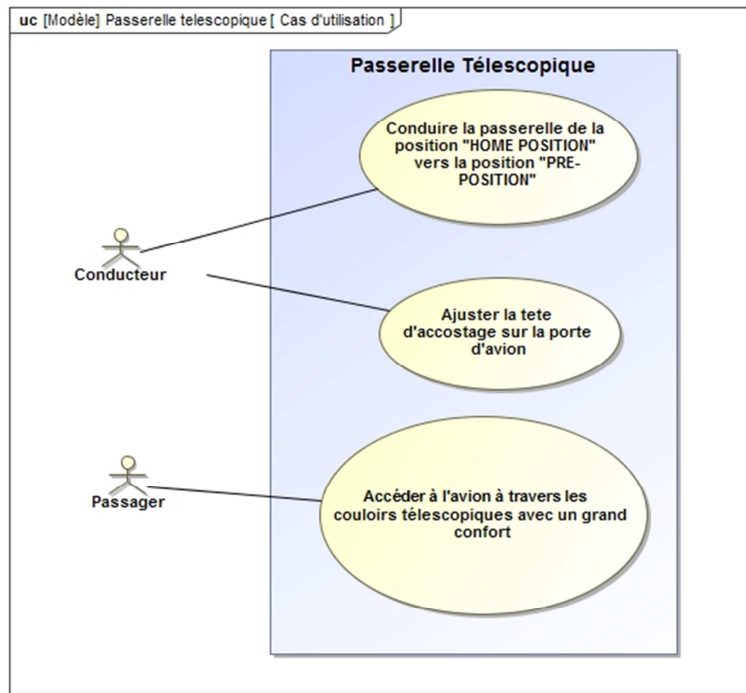 uc [Modèle] Passerelle telescopique [ Cas d'utilisation ]
Passerelle Télescopique
Conduire la passerelle de la
position "HOME POSITION"
vers la position "PRE-
POSITION"
Conducteur
Ajuster la tete
d'accostage sur la porte
d'avion
Passager
Accéder à l'avion à travers les
couloirs télescopiques avec un grand
confort